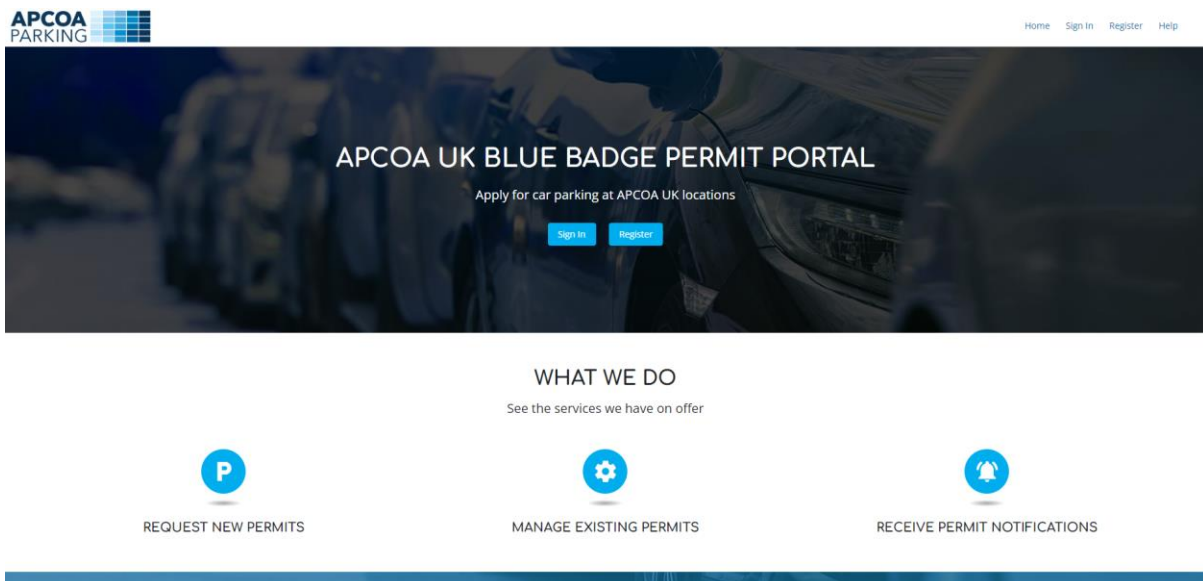 APCOA
PARKING
Home Sign In Register Help
APCOA UK BLUE BADGE PERMIT PORTAL
Apply for car parking at APCOA UK locations
Sign In Register
WHAT WE DO
See the services we have on offer
P
REQUEST NEW PERMITS
MANAGE EXISTING PERMITS
RECEIVE PERMIT NOTIFICATIONS